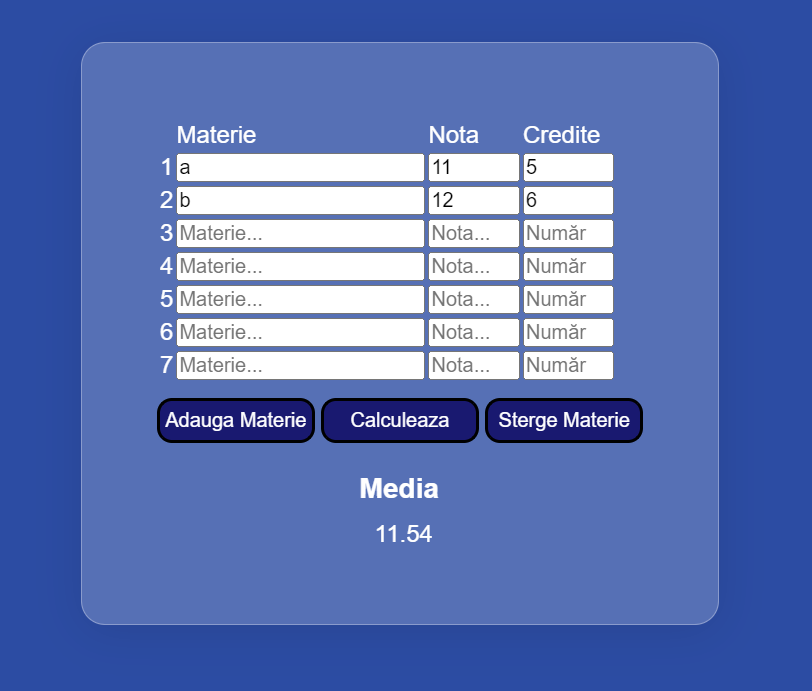 Materie Nota Credite
1 a 11 5
2 b 12 6
3 Materie... Nota... Număr
4 Materie... Nota... Număr
5 Materie... Nota... Număr
6 Materie... Nota... Număr
7 Materie... Nota... Număr
Adauga Materie Calculeaza Sterge Materie
Media
11.54